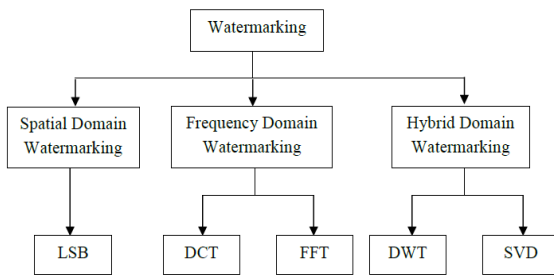 Watermarking
Spatial Domain
Watermarking
Frequency Domain
Watermarking
Hybrid Domain
Watermarking
LSB
DCT
FFT
DWT
SVD